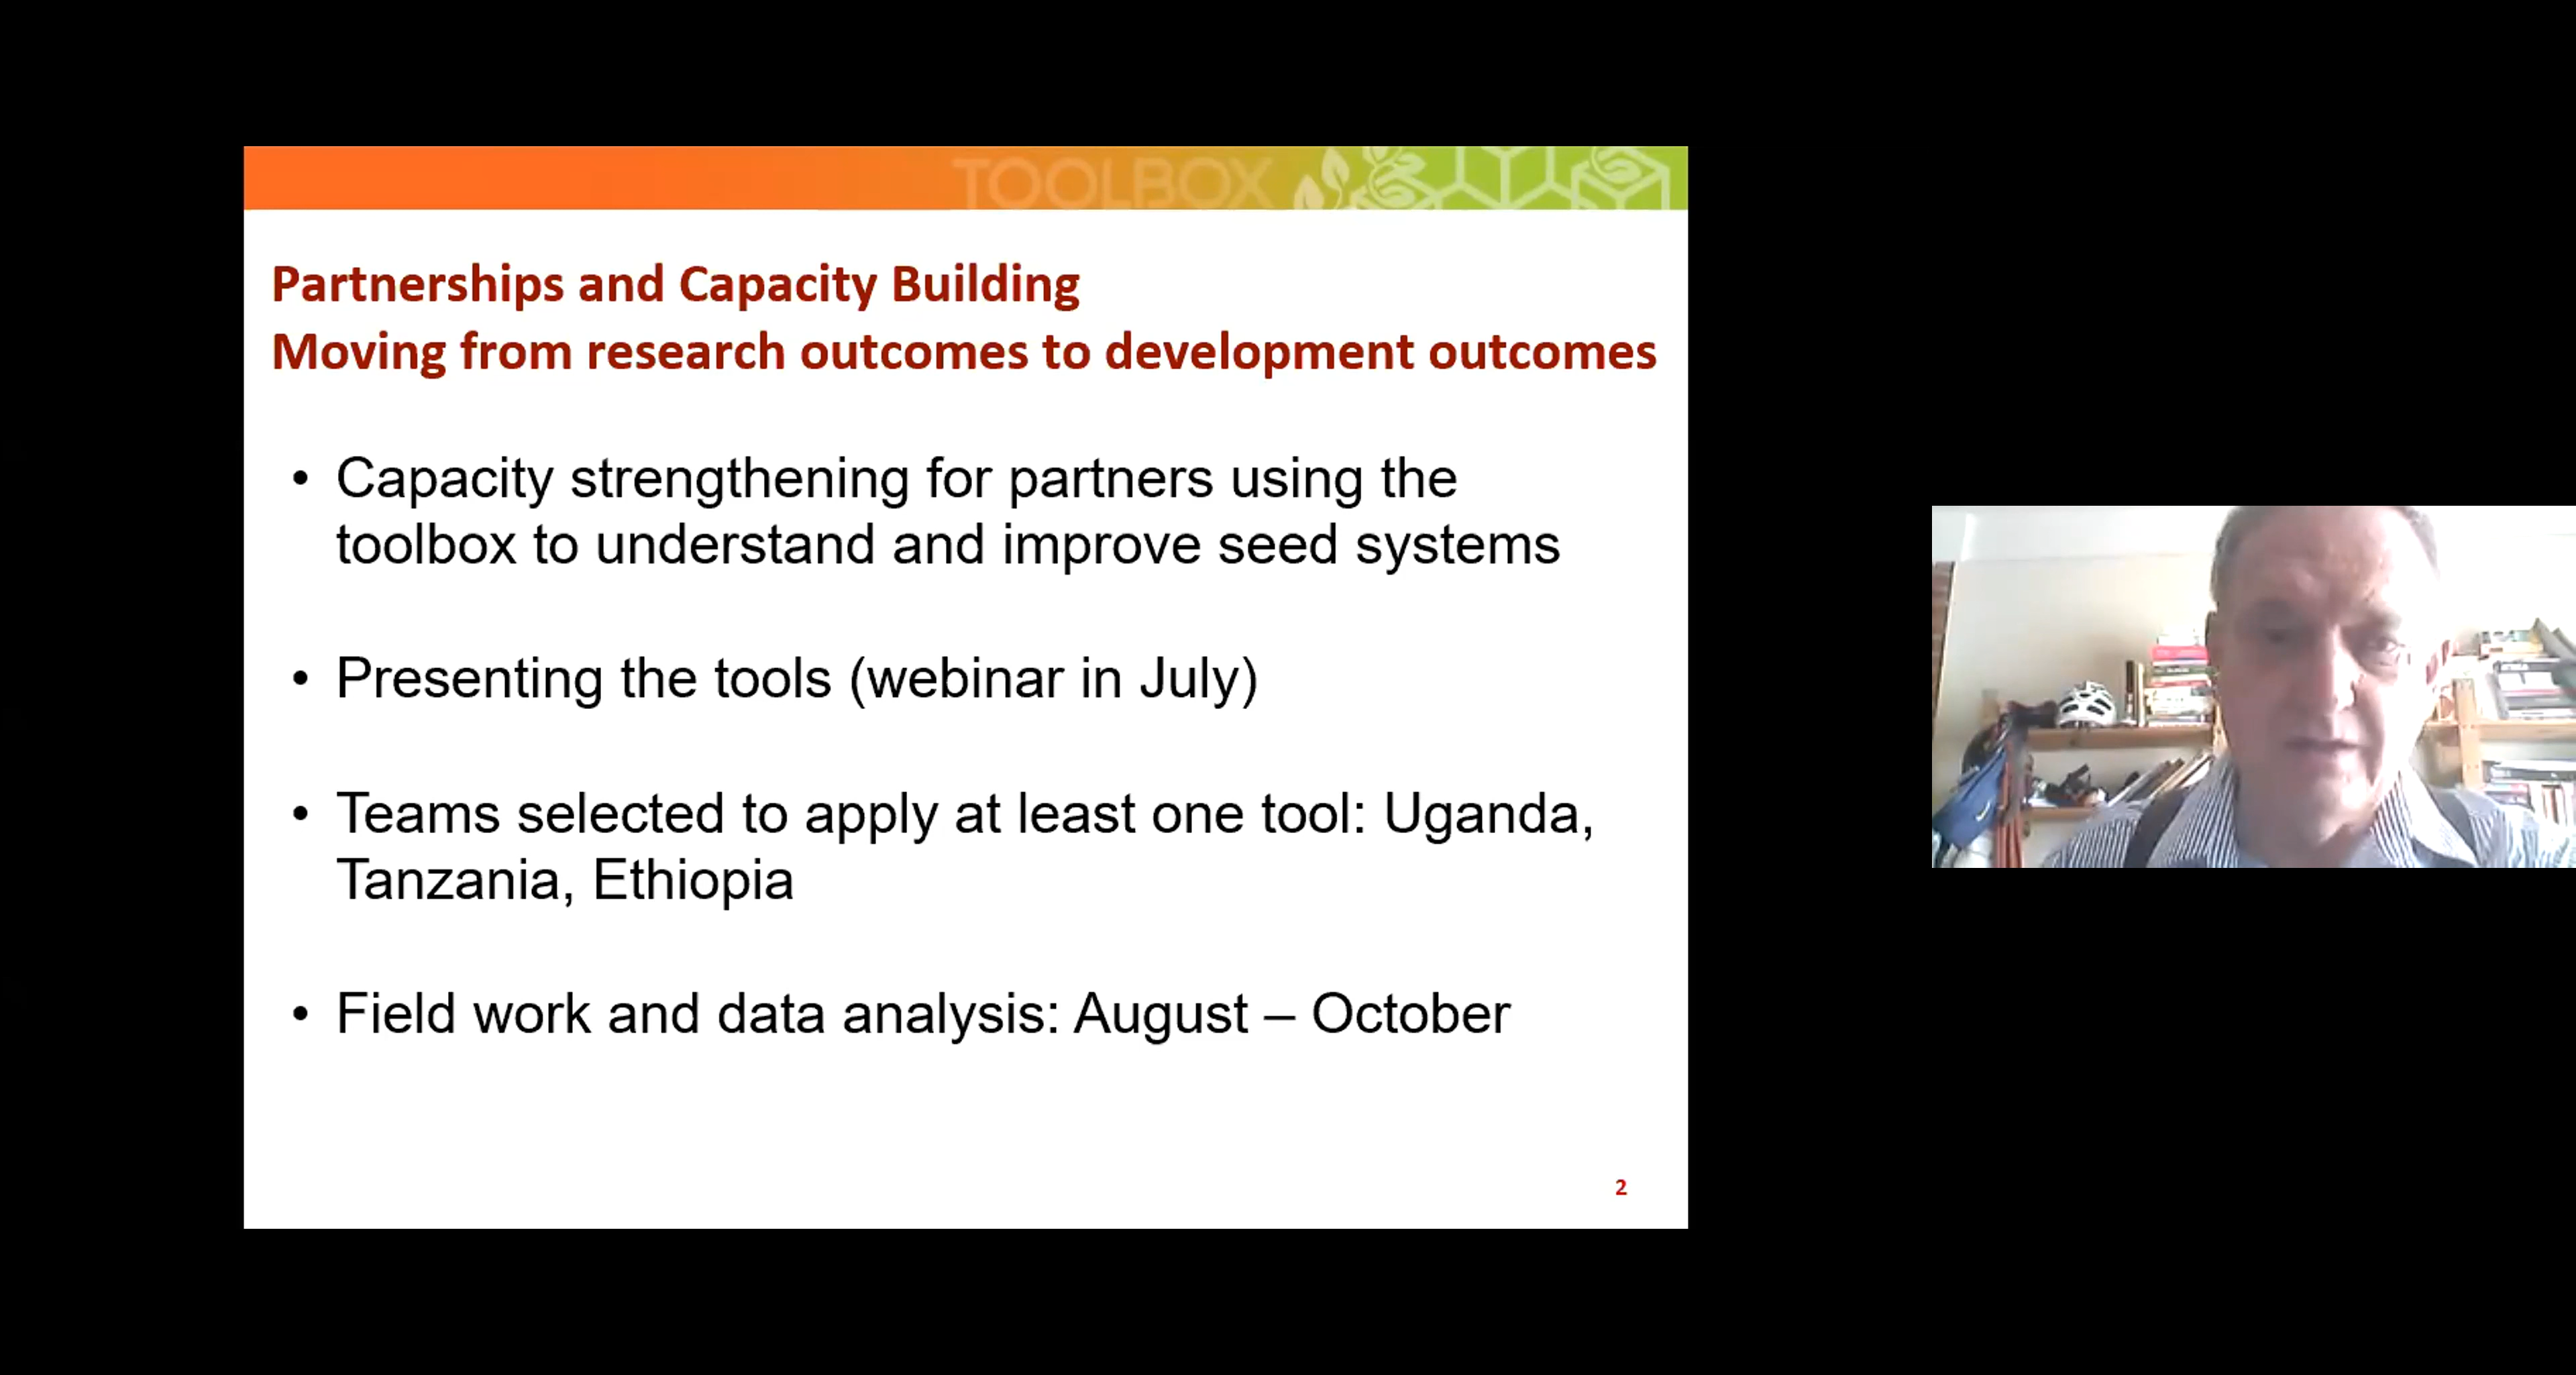 TOOLBOX
Partnerships and Capacity Building
Moving from research outcomes to development outcomes
• Capacity strengthening for partners using the
toolbox to understand and improve seed systems
• Presenting the tools (webinar in July)
• Teams selected to apply at least one tool: Uganda,
Tanzania, Ethiopia
• Field work and data analysis: August – October
2